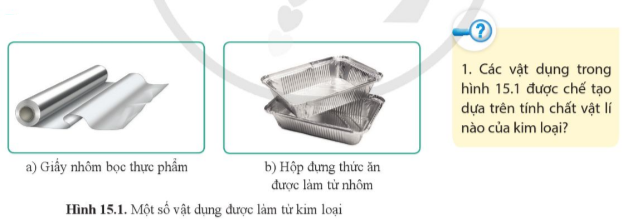 ?
1. Các vật dụng trong
hình 15.1 được chế tạo
dựa trên tính chất vật lí
nào của kim loại?
a) Giấy nhôm bọc thực phẩm
b) Hộp đựng thức ăn
được làm từ nhôm
Hình 15.1. Một số vật dụng được làm từ kim loại